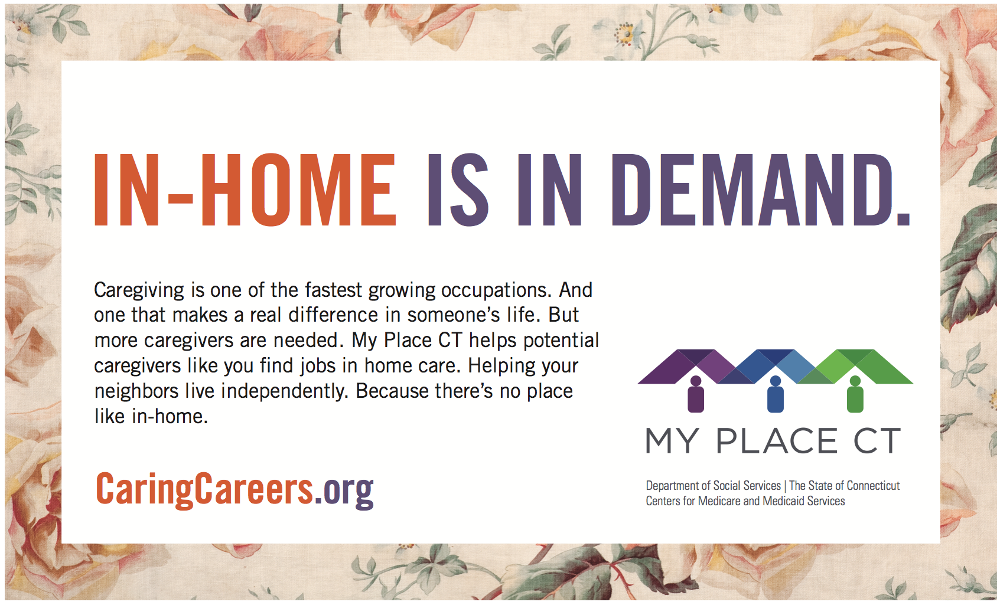 IN-HOME IS IN DEMAND.
Caregiving is one of the fastest growing occupations. And
one that makes a real difference in someone’s life. But
more caregivers are needed. My Place CT helps potential
caregivers like you find jobs in home care. Helping your
neighbors live independently. Because there’s no place
like in-home.
CaringCareers.org
MY PLACE CT
Department of Social Services | The State of Connecticut
Centers for Medicare and Medicaid Services